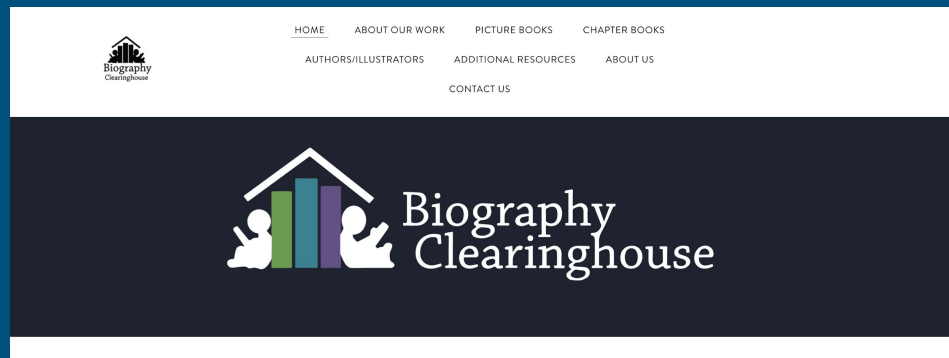 HOME ABOUT OUR WORK PICTURE BOOKS CHAPTER BOOKS
Biography
Clearinghouse
AUTHORS/ILLUSTRATORS ADDITIONAL RESOURCES ABOUT US
CONTACT US
Biography
Clearinghouse